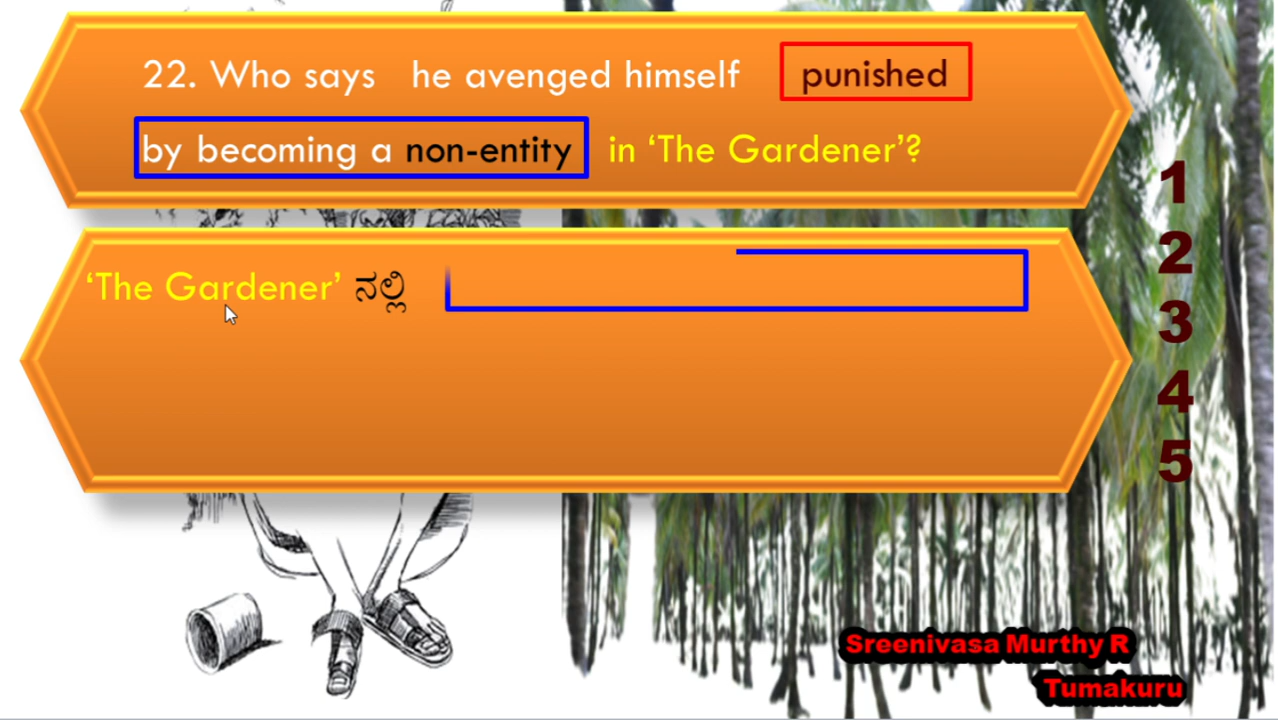 22. Who says he avenged himself punished
by becoming a non-entity in ‘The Gardener’?
‘The Gardener’ ನಲ್ಲಿ
1
2
3
4
5
Sreenivasa Murthy R
Tumakuru